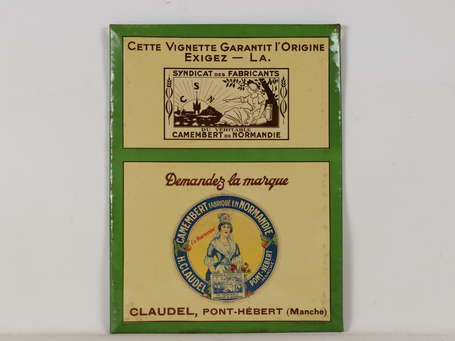 CETTE VIGNETTE GARANTIT L'ORIGINE
EXIGEZ — LA.
SYNDICAT DES FABRICANTS
S
C N
DU VÉRITABLE
CAMEMBERT DE NORMANDIE
Demandez la marque
CAMEMBERT FABRIQUÉ EN NORMANDIE
H. CLAUDEL
PONT-HÉBERT
CLAUDEL, PONT-HÉBERT (Manche)